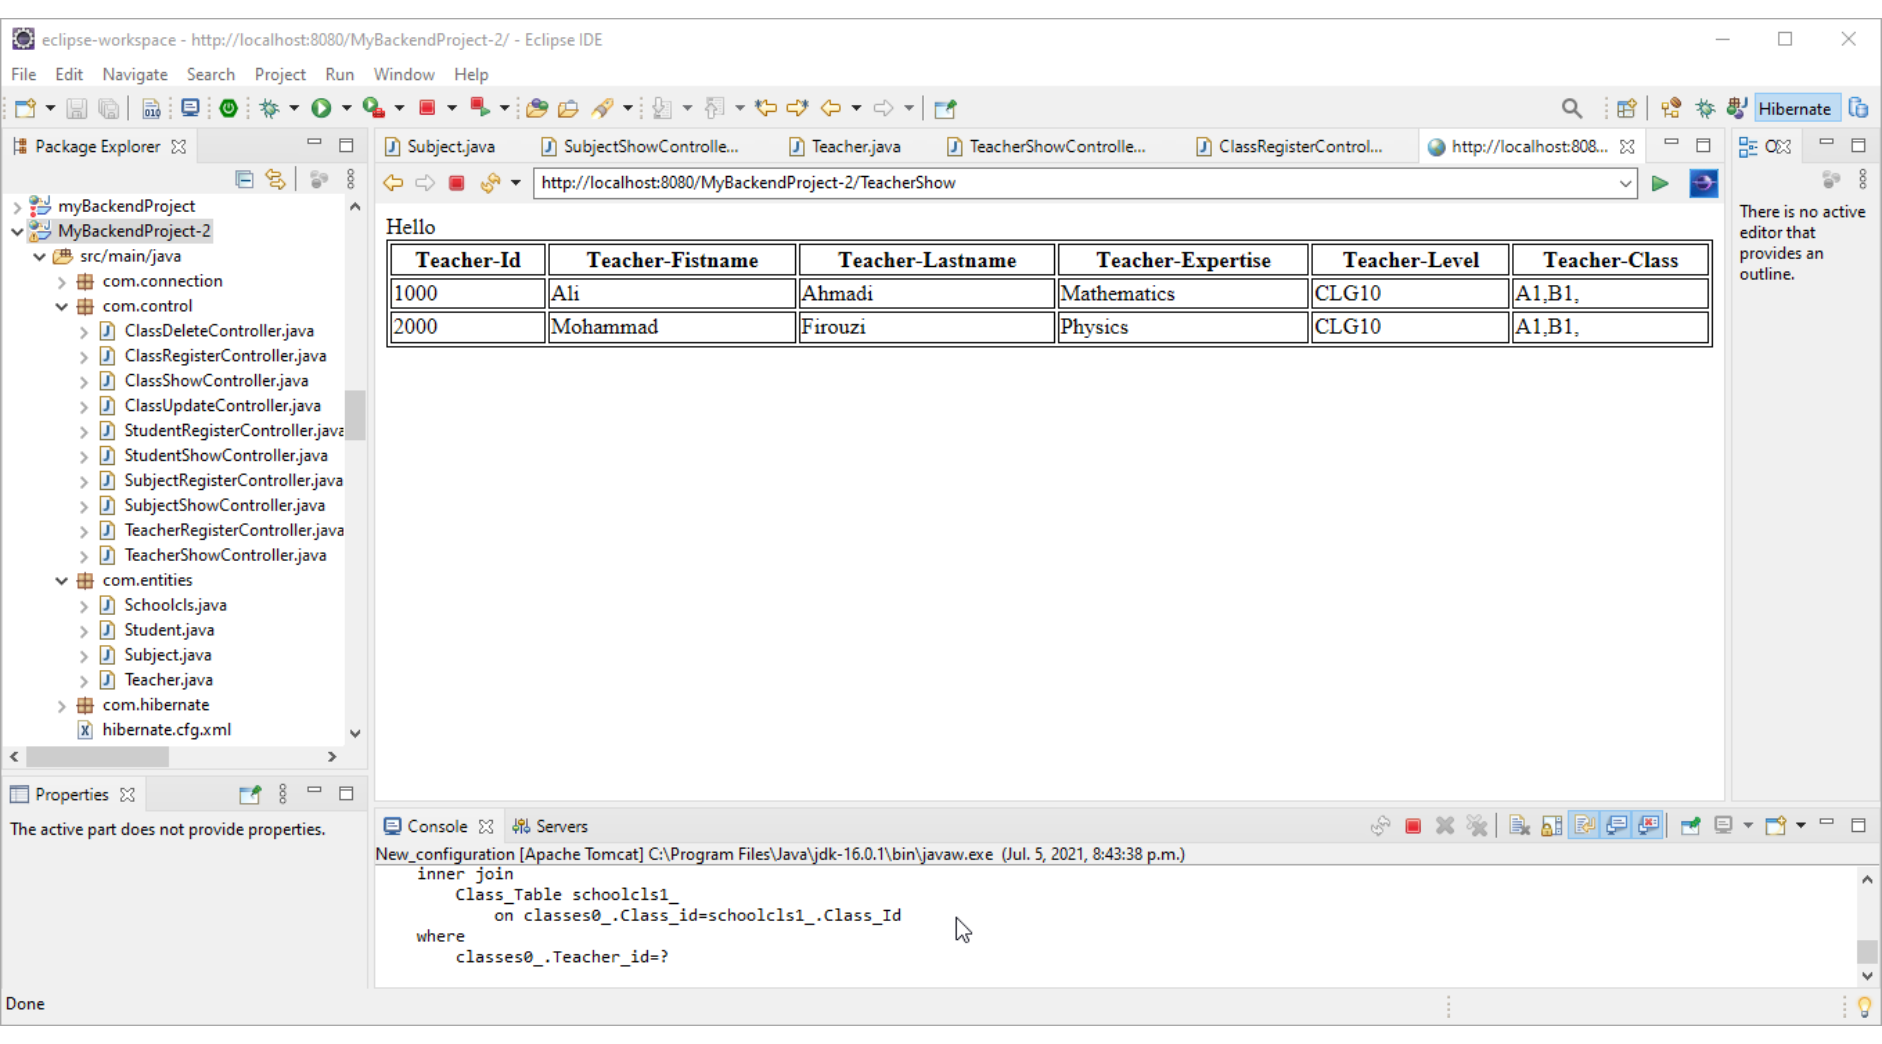 eclipse-workspace - http://localhost:8080/MyBackendProject-2/ - Eclipse IDE
File Edit Navigate Search Project Run Window Help
Hibernate
Package Explorer
myBackendProject
MyBackendProject-2
src/main/java
com.connection
com.control
ClassDeleteController.java
ClassRegisterController.java
ClassShowController.java
ClassUpdateController.java
StudentRegisterController.java
StudentShowController.java
SubjectRegisterController.java
SubjectShowController.java
TeacherRegisterController.java
TeacherShowController.java
com.entities
Schoolcls.java
Student.java
Subject.java
Teacher.java
com.hibernate
hibernate.cfg.xml
Properties
The active part does not provide properties.
Subject.java SubjectShowControlle... Teacher.java TeacherShowControlle... ClassRegisterControl... http://localhost:808...
http://localhost:8080/MyBackendProject-2/TeacherShow
Hello
Teacher-Id Teacher-Fistname Teacher-Lastname Teacher-Expertise Teacher-Level Teacher-Class
1000 Ali Ahmadi Mathematics CLG10 A1,B1,
2000 Mohammad Firouzi Physics CLG10 A1,B1,
There is no active
editor that
provides an
outline.
Console Servers
New_configuration [Apache Tomcat] C:\Program Files\Java\jdk-16.0.1\bin\javaw.exe (Jul. 5, 2021, 8:43:38 p.m.)
inner join
Class_Table schoolcls1_
on classes0_.Class_id=schoolcls1_.Class_Id
where
classes0_.Teacher_id=?
Done